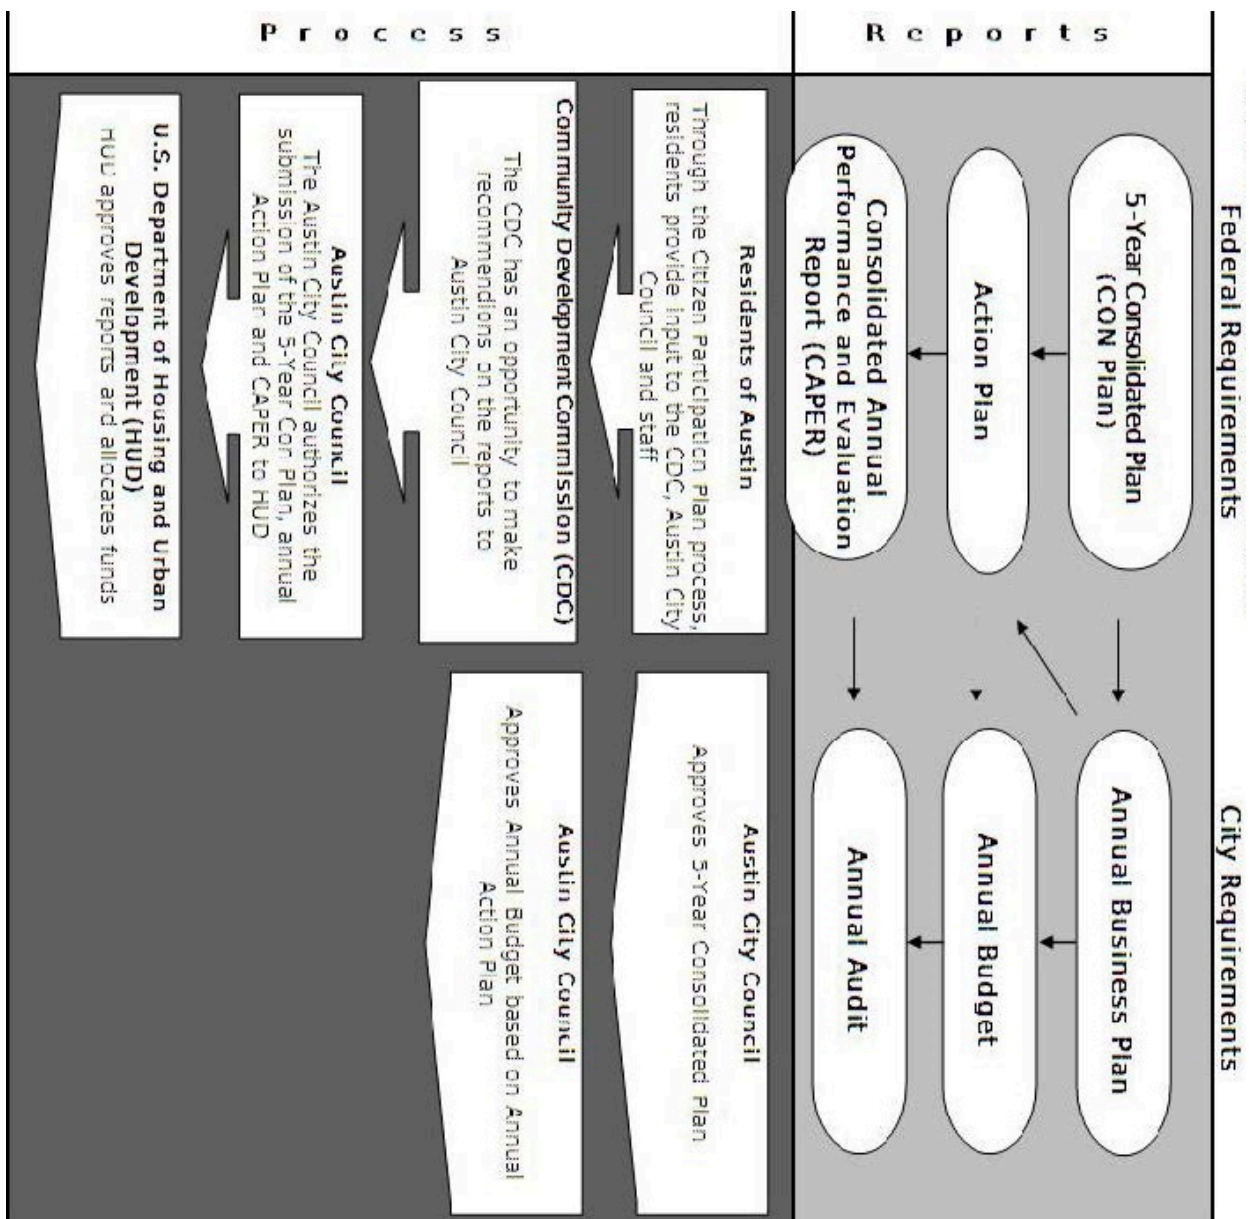 Federal Requirements
City Requirements
Reports
5-Year Consolidated Plan
(CON Plan)
Annual Business Plan
Action Plan
Annual Budget
Consolidated Annual
Performance and Evaluation
Report (CAPER)
Annual Audit
Process
Residents of Austin
Through the Citizen Participation Plan process,
residents provide input to the CDC, Austin City
Council and staff
Austin City Council
Approves 5-Year Consolidated Plan
Community Development Commission (CDC)
The CDC has an opportunity to make
recommendions on the reports to
Austin City Council
Austin City Council
Approves Annual Budget based on Annual
Action Plan
Austin City Council
The Austin City Council authorizes the
submission of the 5-Year Con Plan, annual
Action Plan and CAPER to HUD
U.S. Department of Housing and Urban
Development (HUD)
HUD approves reports and allocates funds